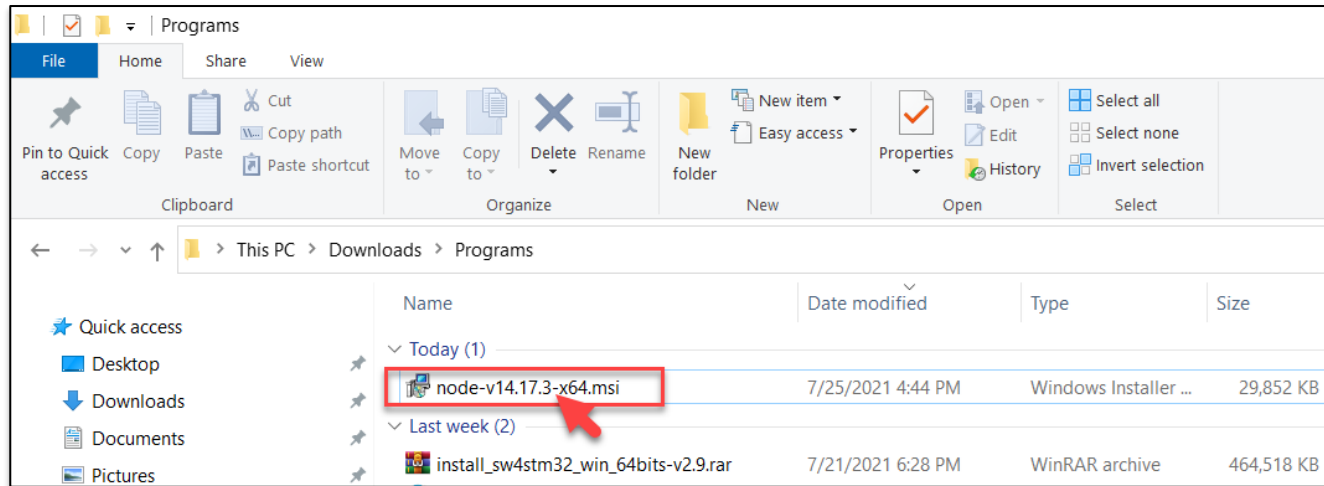 Programs
File Home Share View
Pin to Quick access
Copy
Paste
Cut
Copy path
Paste shortcut
Clipboard
Move to
Copy to
Delete
Rename
Organize
New folder
New item
Easy access
New
Properties
Open
Edit
History
Open
Select all
Select none
Invert selection
Select
This PC > Downloads > Programs
Name Date modified Type Size
Quick access
Desktop
Downloads
Documents
Pictures
Today (1)
node-v14.17.3-x64.msi 7/25/2021 4:44 PM Windows Installer ... 29,852 KB
Last week (2)
install_sw4stm32_win_64bits-v2.9.rar 7/21/2021 6:28 PM WinRAR archive 464,518 KB